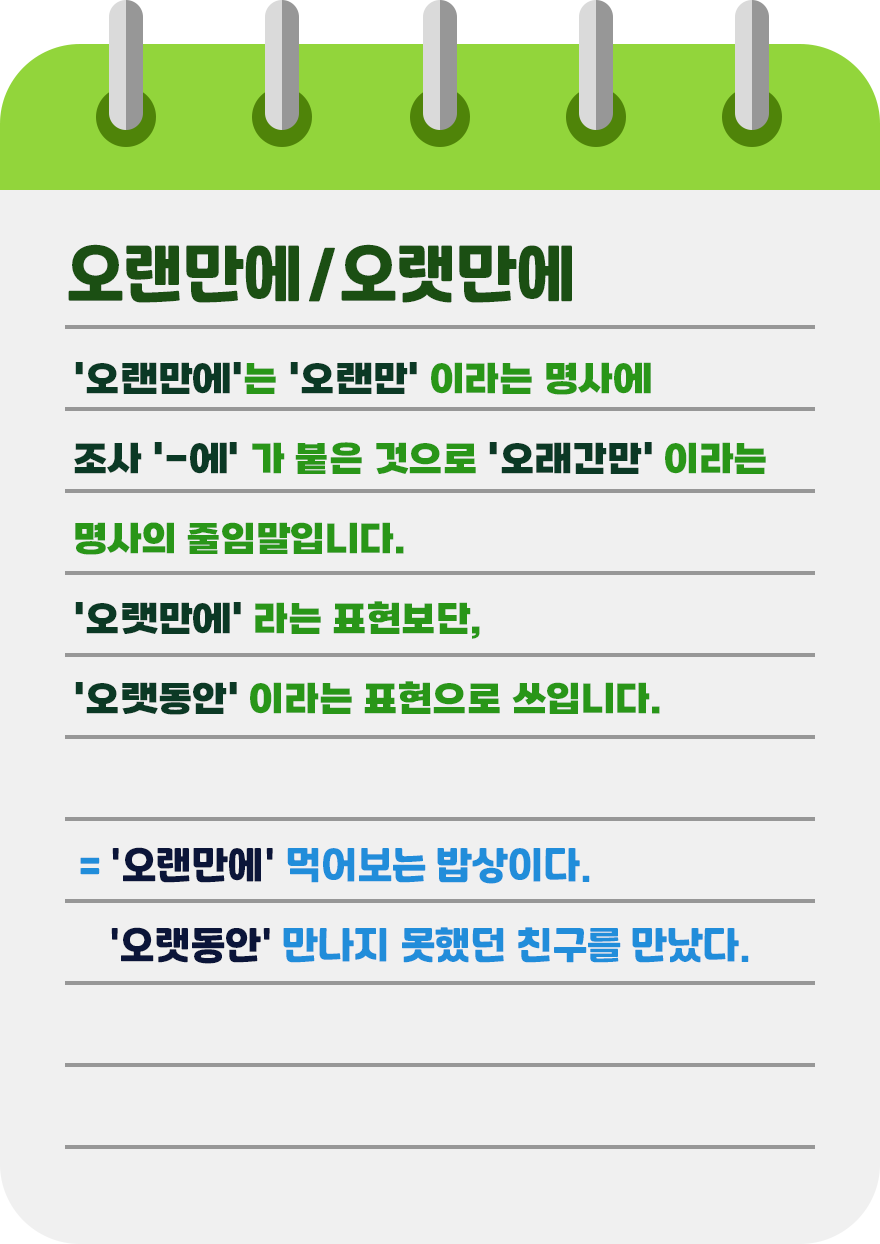 오랜만에/오랫만에
'오랜만에'는 '오랜만' 이라는 명사에
조사 '-에' 가 붙은 것으로 '오래간만' 이라는
명사의 줄임말입니다.
'오랫만에' 라는 표현보단,
'오랫동안' 이라는 표현으로 쓰입니다.
= '오랜만에' 먹어보는 밥상이다.
'오랫동안' 만나지 못했던 친구를 만났다.